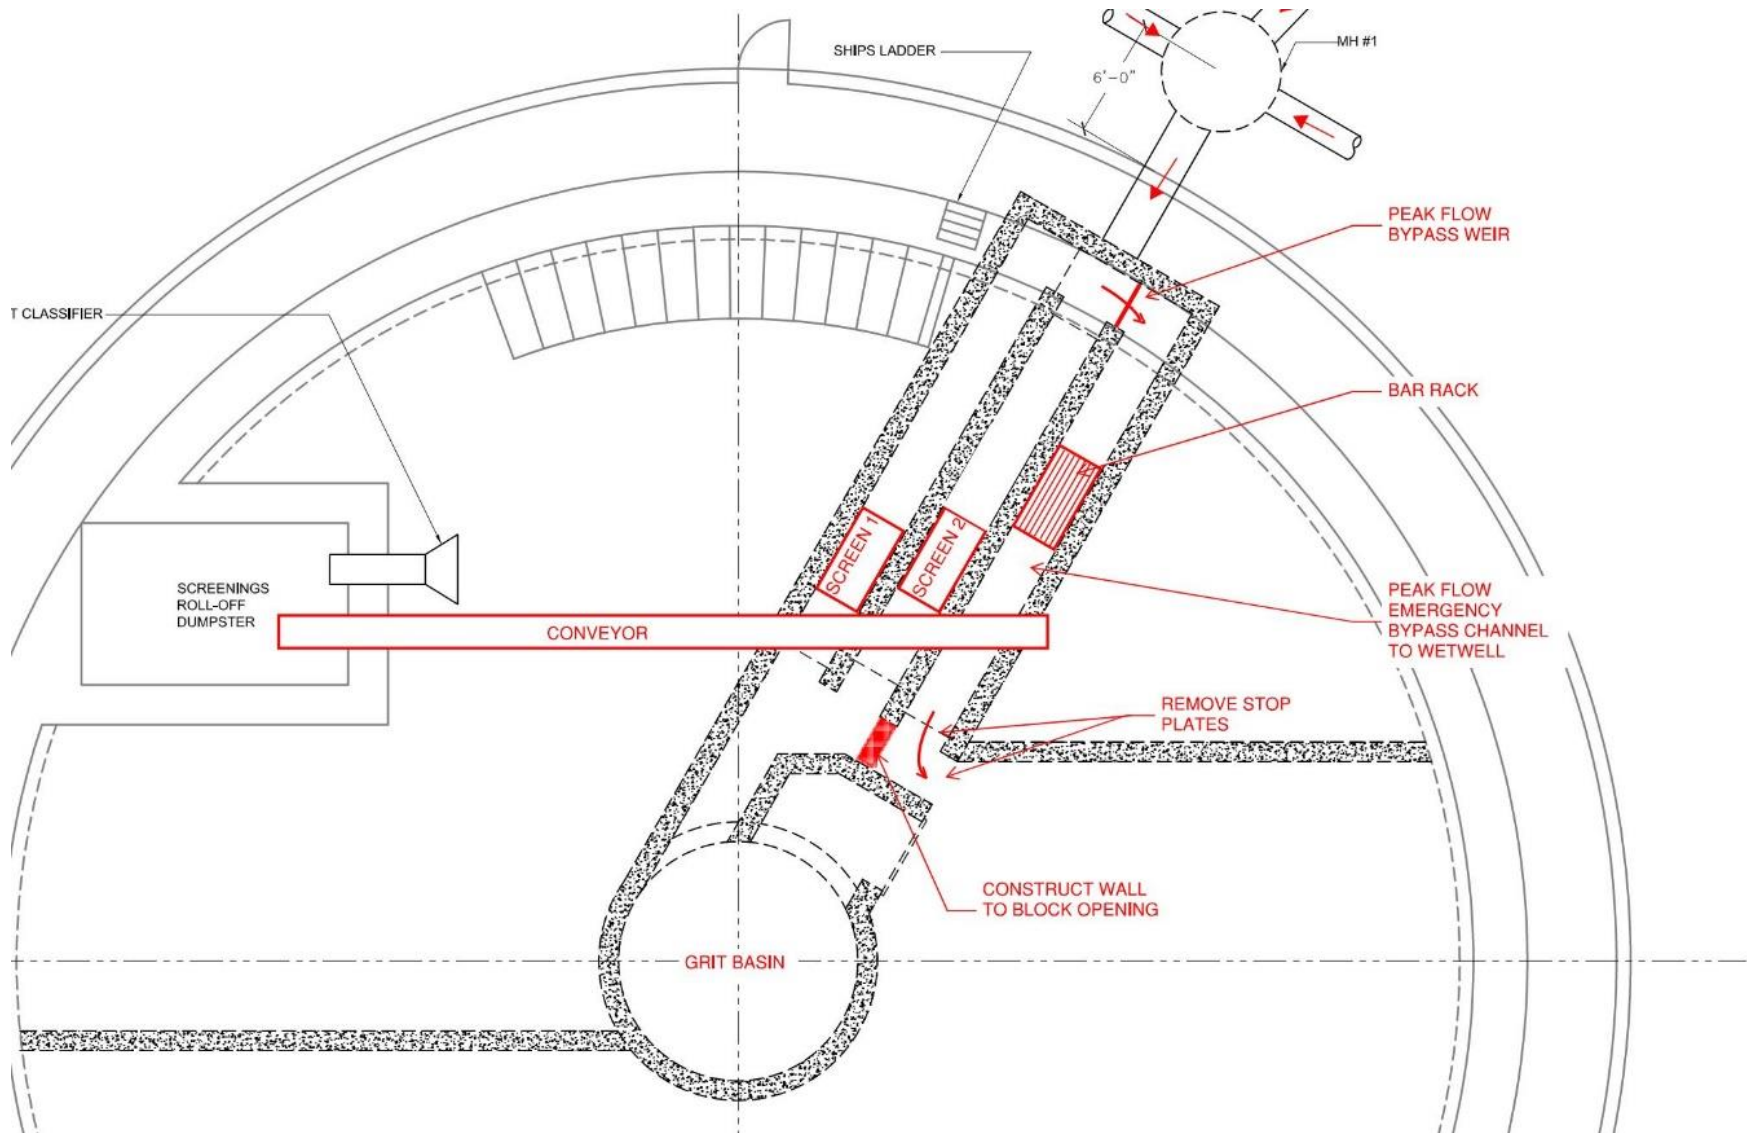 SHIPS LADDER
MH #1
6'-0"
PEAK FLOW
BYPASS WEIR
T CLASSIFIER
BAR RACK
SCREEN 1
SCREEN 2
SCREENINGS
ROLL-OFF
DUMPSTER
CONVEYOR
PEAK FLOW
EMERGENCY
BYPASS CHANNEL
TO WETWELL
REMOVE STOP
PLATES
CONSTRUCT WALL
TO BLOCK OPENING
GRIT BASIN